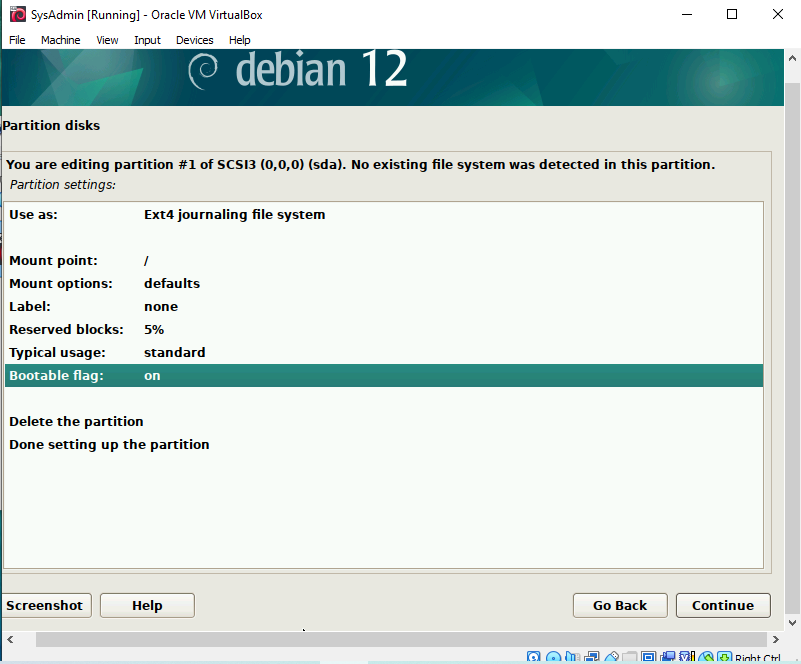 SysAdmin [Running] - Oracle VM VirtualBox
File Machine View Input Devices Help
debian 12
Partition disks
You are editing partition #1 of SCSI3 (0,0,0) (sda). No existing file system was detected in this partition.
Partition settings:
Use as: Ext4 journaling file system
Mount point: /
Mount options: defaults
Label: none
Reserved blocks: 5%
Typical usage: standard
Bootable flag: on
Delete the partition
Done setting up the partition
Screenshot Help Go Back Continue
Right Ctrl